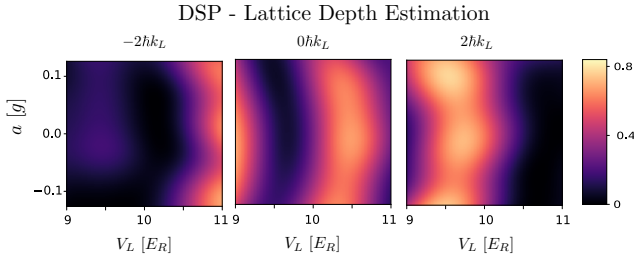 DSP - Lattice Depth Estimation
−2ħk_L 0ħk_L 2ħk_L
a [g]
0.1
0.0
−0.1
9 10 11 9 10 11 9 10 11
V_L [E_R] V_L [E_R] V_L [E_R]
0.8
0.4
0